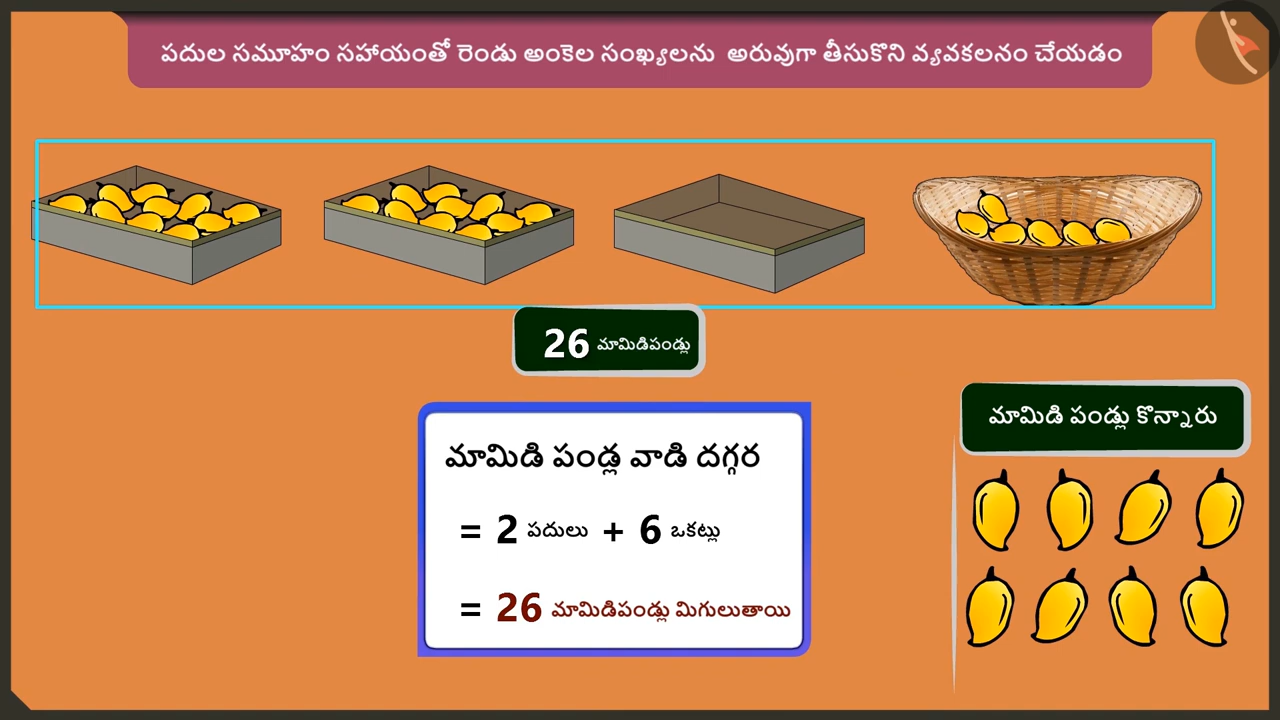 పదుల సమూహం సహాయంతో రెండు అంకెల సంఖ్యలను అరువుగా తీసుకొని వ్యవకలనం చేయడం
26 మామిడిపండ్లు
మామిడి పండ్లు కొన్నారు
మామిడి పండ్ల వాడి దగ్గర
= 2 పదులు + 6 ఒకట్లు
= 26 మామిడిపండ్లు మిగులుతాయి